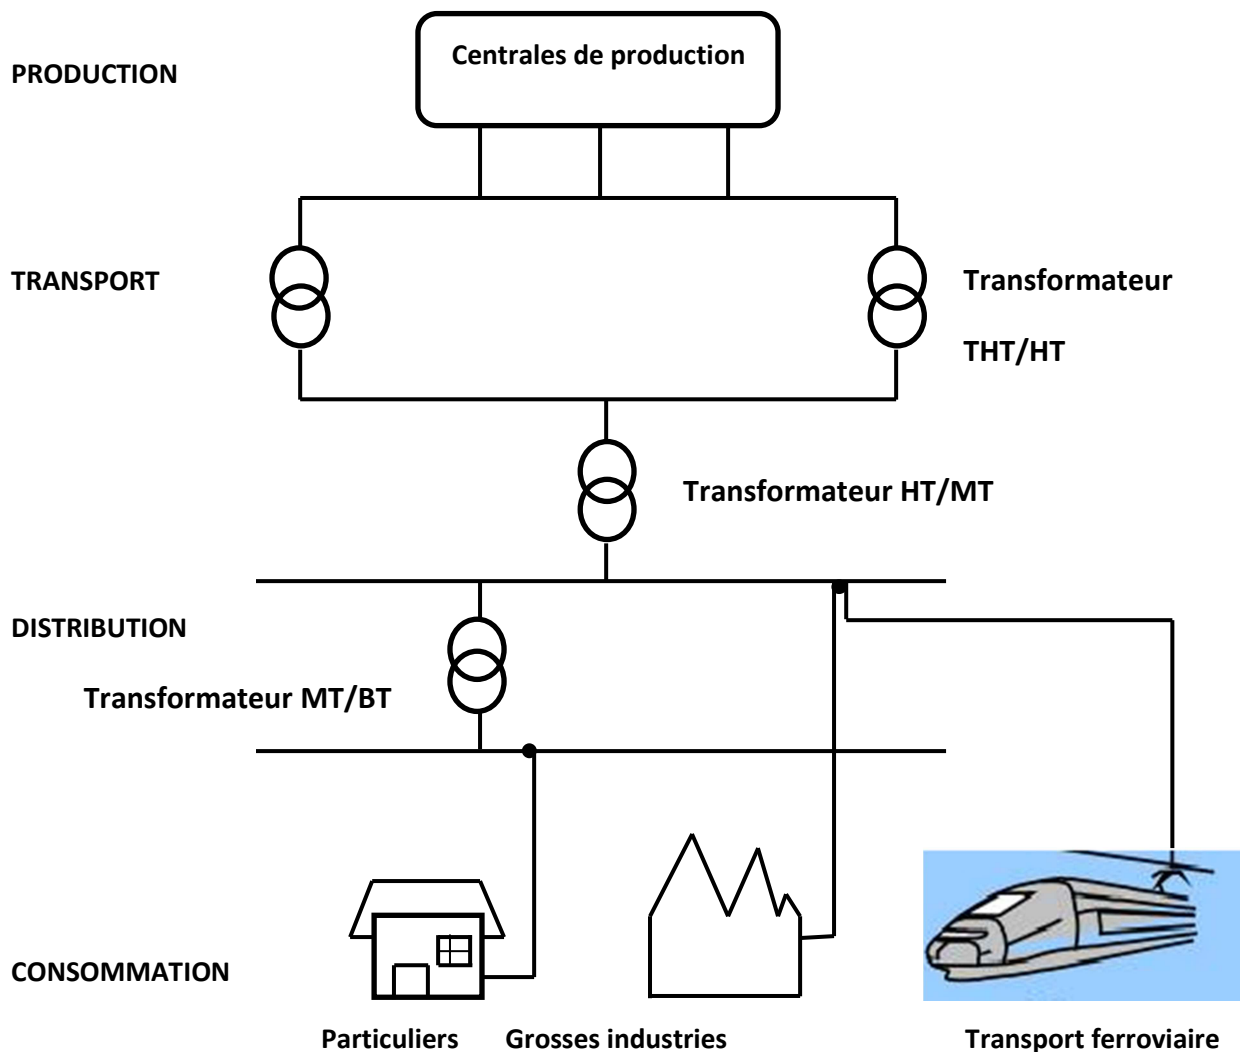 Centrales de production
PRODUCTION
TRANSPORT
Transformateur
THT/HT
Transformateur HT/MT
DISTRIBUTION
Transformateur MT/BT
CONSOMMATION
Particuliers
Grosses industries
Transport ferroviaire